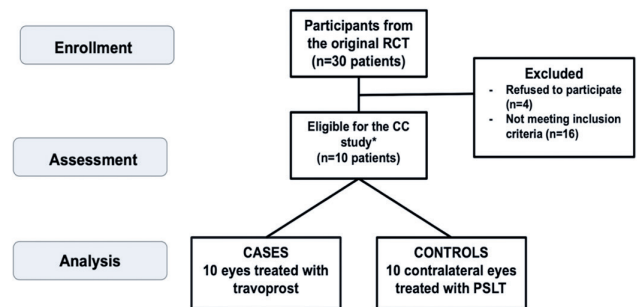 Enrollment
Participants from
the original RCT
(n=30 patients)
Excluded
- Refused to participate
(n=4)
- Not meeting inclusion
criteria (n=16)
Assessment
Eligible for the CC
study*
(n=10 patients)
Analysis
CASES
10 eyes treated with
travoprost
CONTROLS
10 contralateral eyes
treated with PSLT